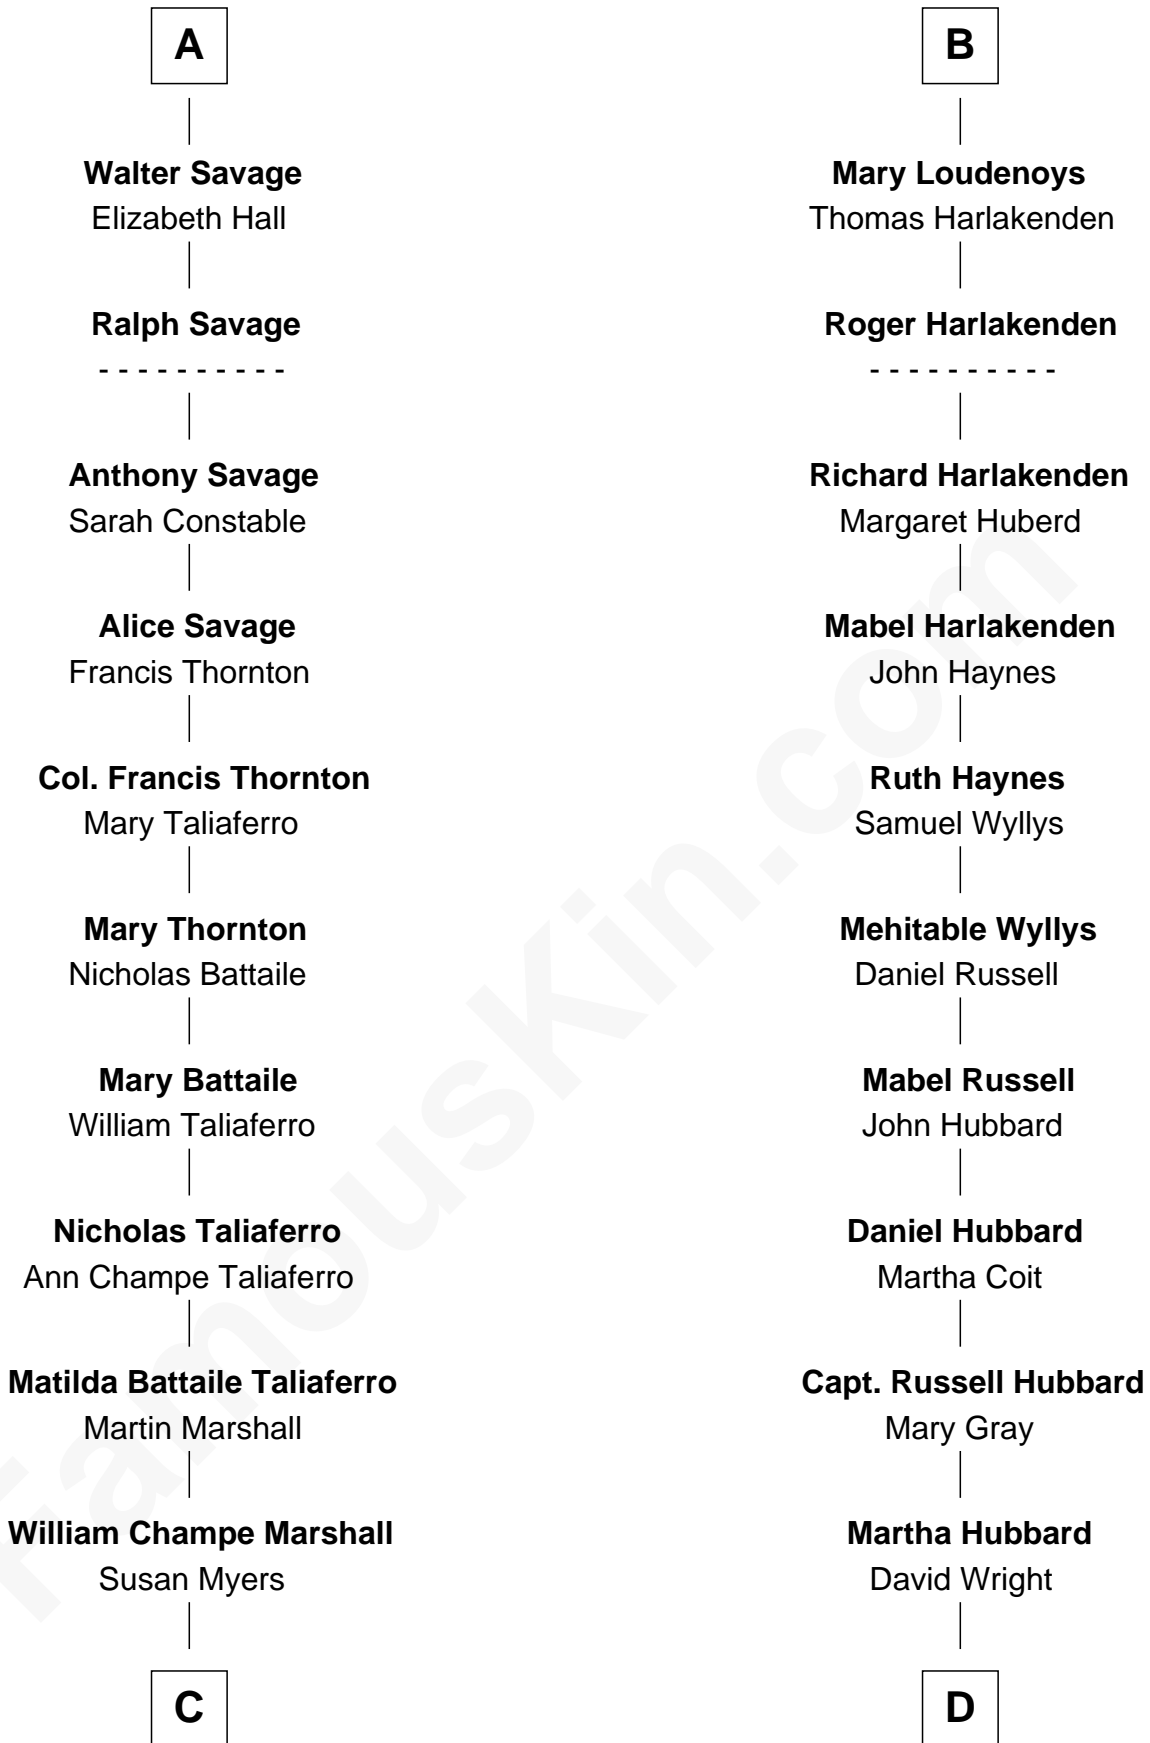 A
Walter Savage
Elizabeth Hall
Ralph Savage
- - - - - - - - - -
Anthony Savage
Sarah Constable
Alice Savage
Francis Thornton
Col. Francis Thornton
Mary Taliaferro
Mary Thornton
Nicholas Battaile
Mary Battaile
William Taliaferro
Nicholas Taliaferro
Ann Champe Taliaferro
Matilda Battaile Taliaferro
Martin Marshall
William Champe Marshall
Susan Myers
C
B
Mary Loudenoys
Thomas Harlakenden
Roger Harlakenden
- - - - - - - - - -
Richard Harlakenden
Margaret Huberd
Mabel Harlakenden
John Haynes
Ruth Haynes
Samuel Wyllys
Mehitable Wyllys
Daniel Russell
Mabel Russell
John Hubbard
Daniel Hubbard
Martha Coit
Capt. Russell Hubbard
Mary Gray
Martha Hubbard
David Wright
D
FamousKin.com